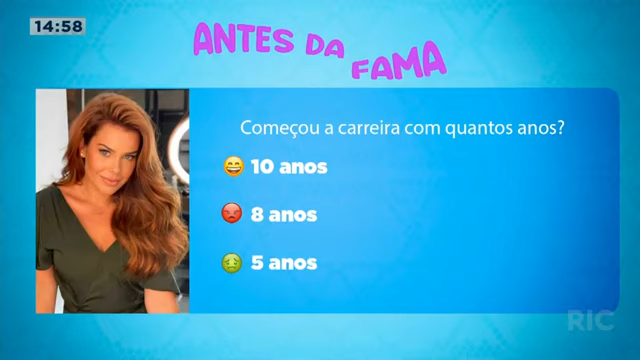 14:58
ANTES DA
FAMA
Começou a carreira com quantos anos?
10 anos
8 anos
5 anos
RIC